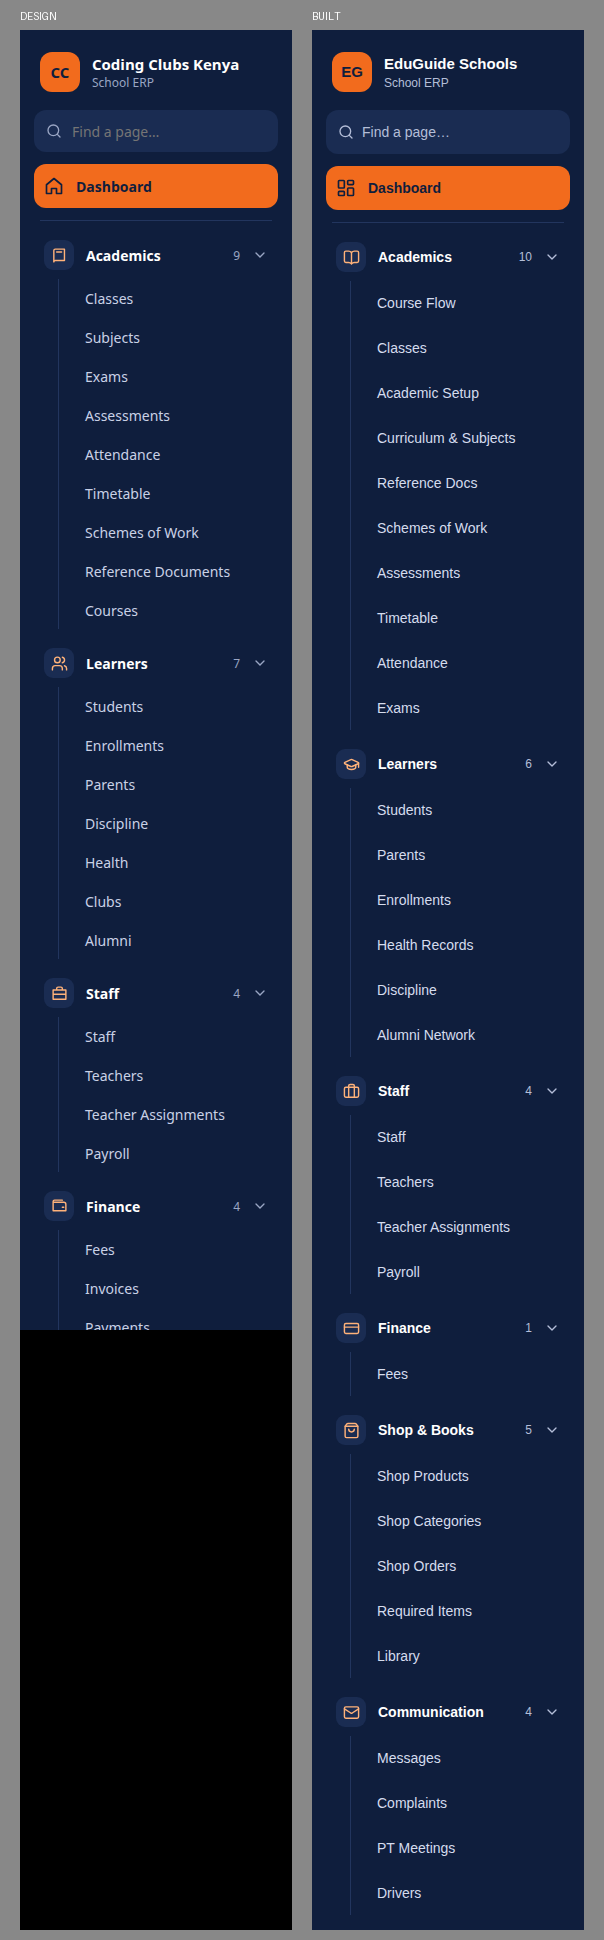 DESIGN
CC
Coding Clubs Kenya
School ERP
Find a page...
Dashboard
Academics 9
Classes
Subjects
Exams
Assessments
Attendance
Timetable
Schemes of Work
Reference Documents
Courses
Learners 7
Students
Enrollments
Parents
Discipline
Health
Clubs
Alumni
Staff 4
Staff
Teachers
Teacher Assignments
Payroll
Finance 4
Fees
Invoices
Payments
BUILT
EG
EduGuide Schools
School ERP
Find a page…
Dashboard
Academics 10
Course Flow
Classes
Academic Setup
Curriculum & Subjects
Reference Docs
Schemes of Work
Assessments
Timetable
Attendance
Exams
Learners 6
Students
Parents
Enrollments
Health Records
Discipline
Alumni Network
Staff 4
Staff
Teachers
Teacher Assignments
Payroll
Finance 1
Fees
Shop & Books 5
Shop Products
Shop Categories
Shop Orders
Required Items
Library
Communication 4
Messages
Complaints
PT Meetings
Drivers